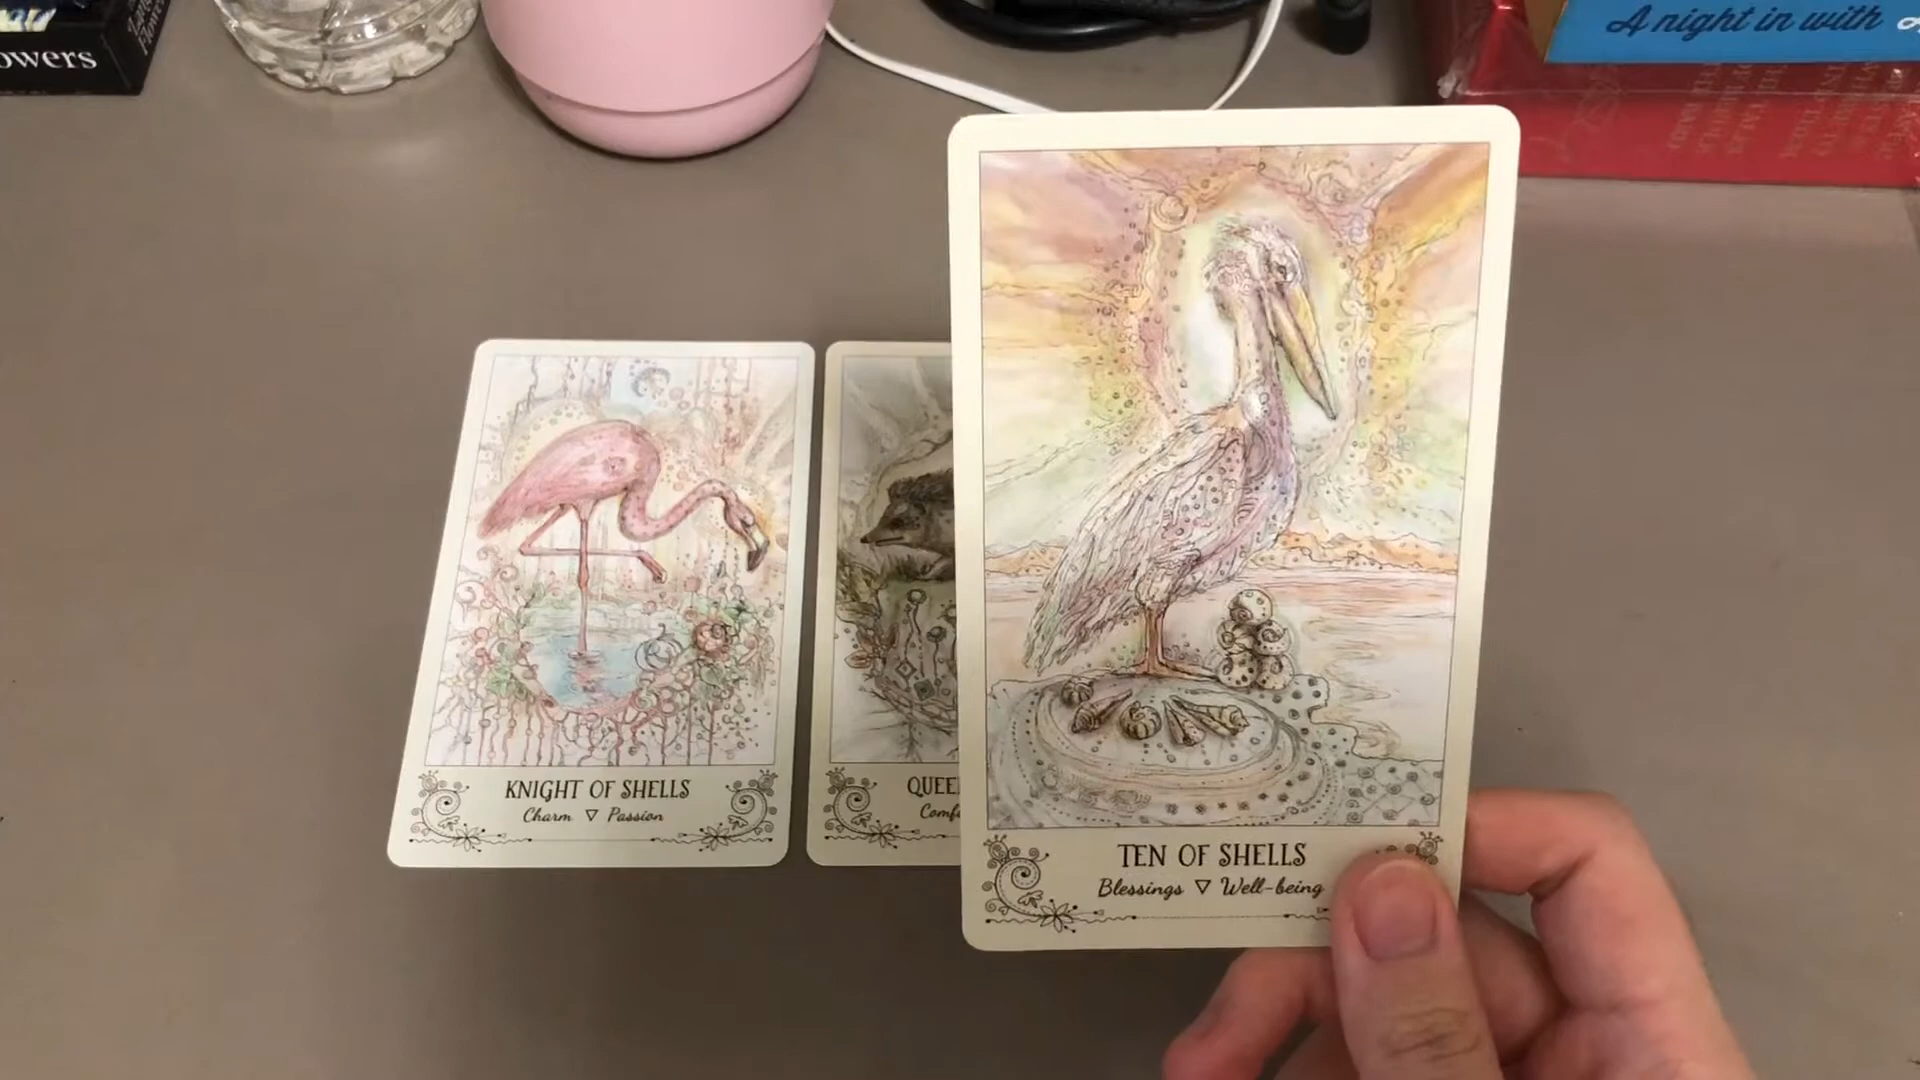 owers
A night in with
KNIGHT OF SHELLS
Charm ▽ Passion
QUEE
Comf
TEN OF SHELLS
Blessings ▽ Well-being